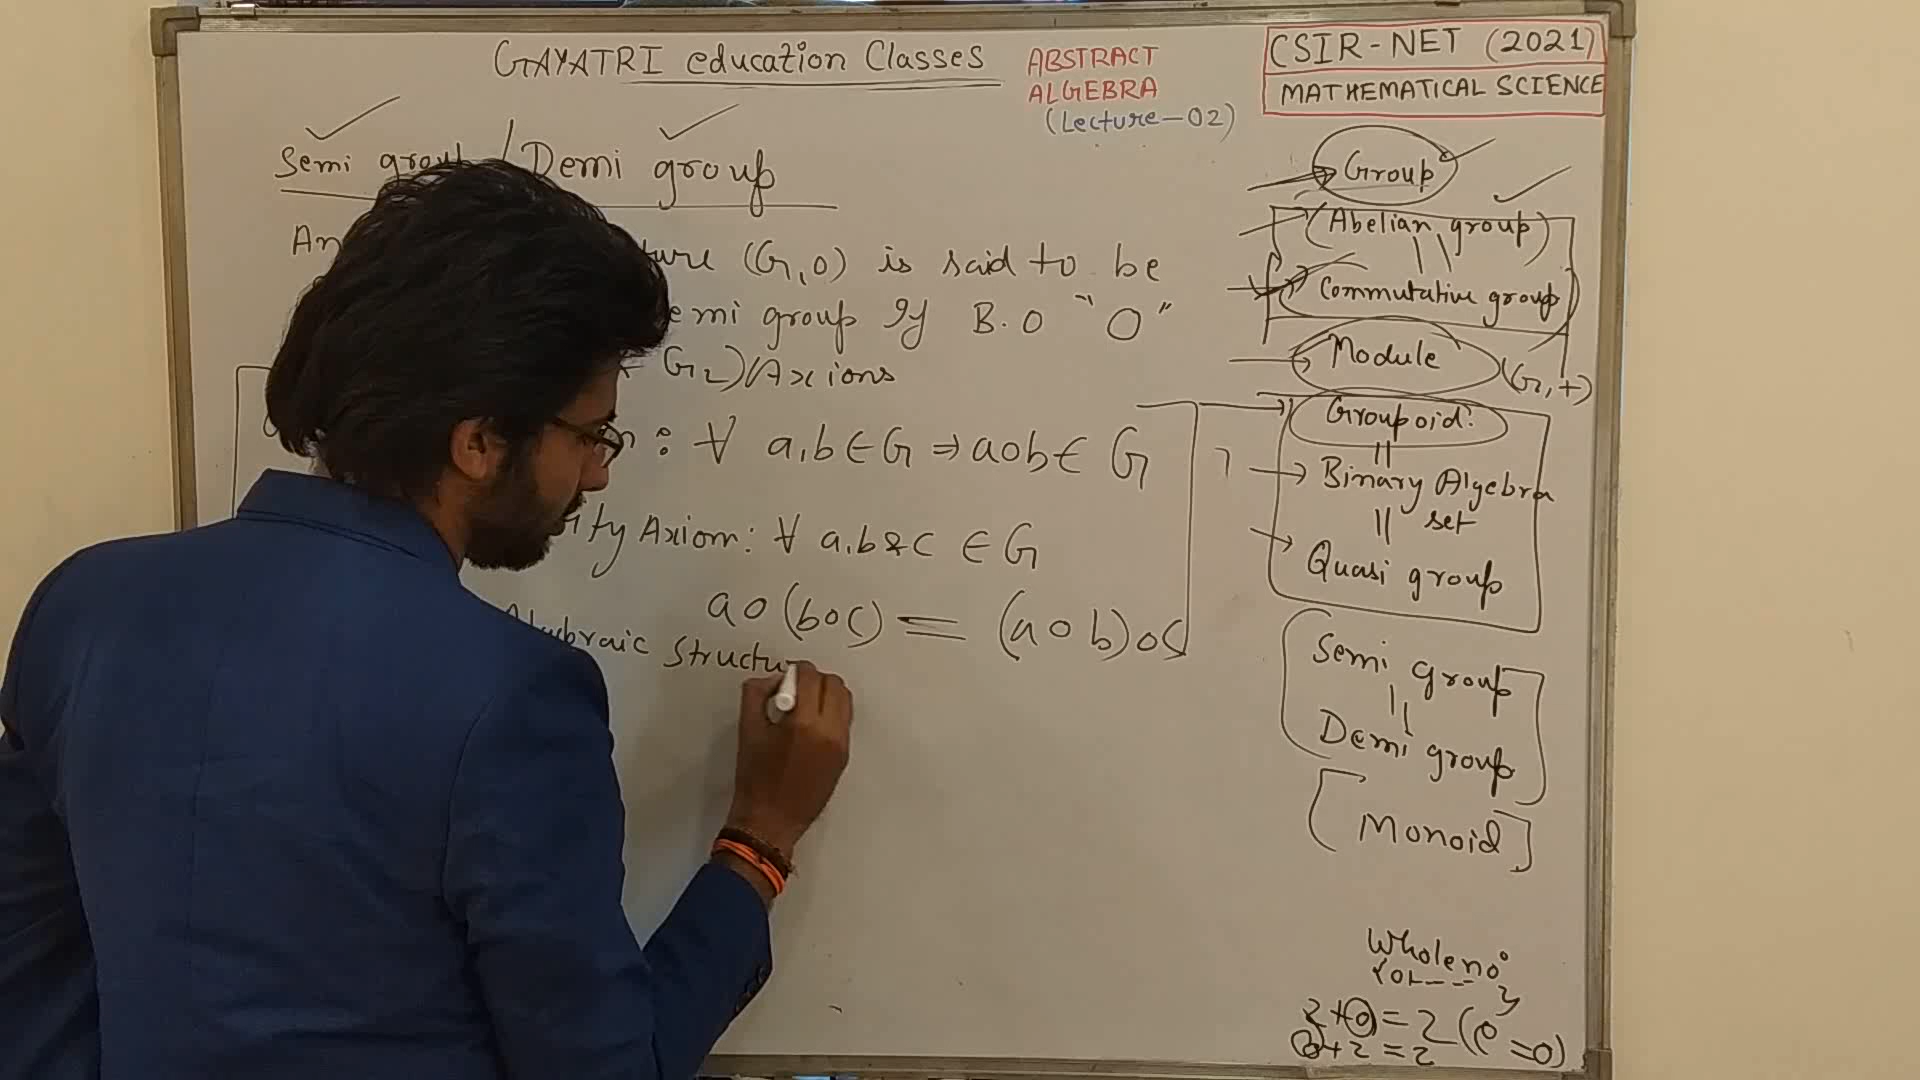 GAYATRI education Classes
ABSTRACT
ALGEBRA
(Lecture-02)
CSIR-NET (2021)
MATHEMATICAL SCIENCE
Semi group / Demi group
An ture (G,0) is said to be
emi group If B.O "O"
G2)/Axions
: ∀ a,b ∈ G ⇒ aob ∈ G
ity Axiom: ∀ a,b & c ∈ G
ao(boc) = (aob)oc
Algebraic Structu
Group
(Abelian group)
Commutative group
Module (G,+)
Groupoid:
Binary Algebra
set
Quasi group
Semi group
Demi group
[Monoid]
Whole no
2+0=2 (e=0)
0+2=2